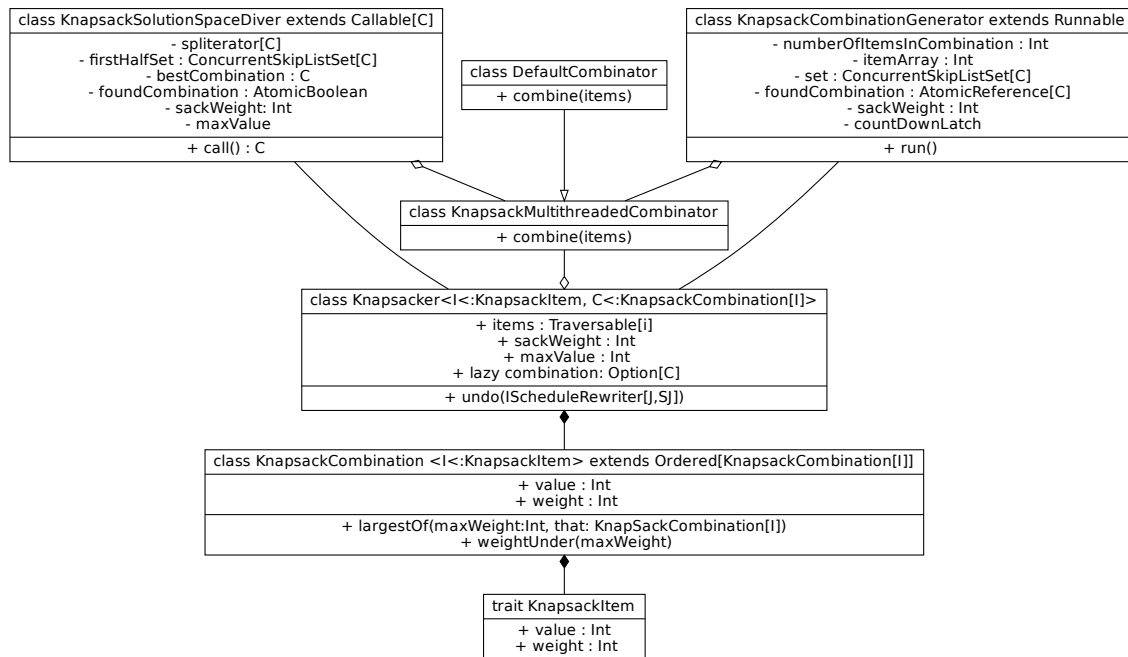 class KnapsackSolutionSpaceDiver extends Callable[C]
- spliterator[C]
- firstHalfSet : ConcurrentSkipListSet[C]
- bestCombination : C
- foundCombination : AtomicBoolean
- sackWeight: Int
- maxValue
+ call() : C
class DefaultCombinator
+ combine(items)
class KnapsackCombinationGenerator extends Runnable
- numberOfItemsInCombination : Int
- itemArray : Int
- set : ConcurrentSkipListSet[C]
- foundCombination : AtomicReference[C]
- sackWeight : Int
- countDownLatch
+ run()
class KnapsackMultithreadedCombinator
+ combine(items)
class Knapsacker<I<:KnapsackItem, C<:KnapsackCombination[I]>
+ items : Traversable[i]
+ sackWeight : Int
+ maxValue : Int
+ lazy combination: Option[C]
+ undo(IScheduleRewriter[J,SJ])
class KnapsackCombination <I<:KnapsackItem> extends Ordered[KnapsackCombination[I]]
+ value : Int
+ weight : Int
+ largestOf(maxWeight:Int, that: KnapSackCombination[I])
+ weightUnder(maxWeight)
trait KnapsackItem
+ value : Int
+ weight : Int